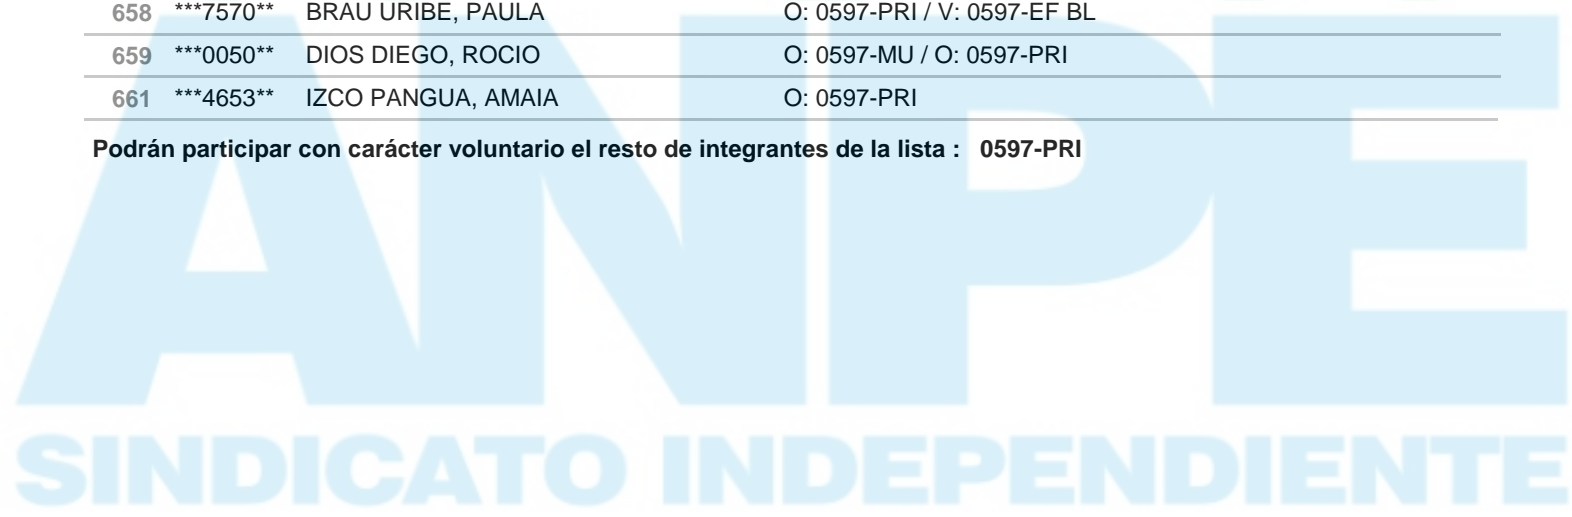 658 ***7570** BRAU URIBE, PAULA O: 0597-PRI / V: 0597-EF BL
659 ***0050** DIOS DIEGO, ROCIO O: 0597-MU / O: 0597-PRI
661 ***4653** IZCO PANGUA, AMAIA O: 0597-PRI
Podrán participar con carácter voluntario el resto de integrantes de la lista : 0597-PRI
ANPE
SINDICATO INDEPENDIENTE